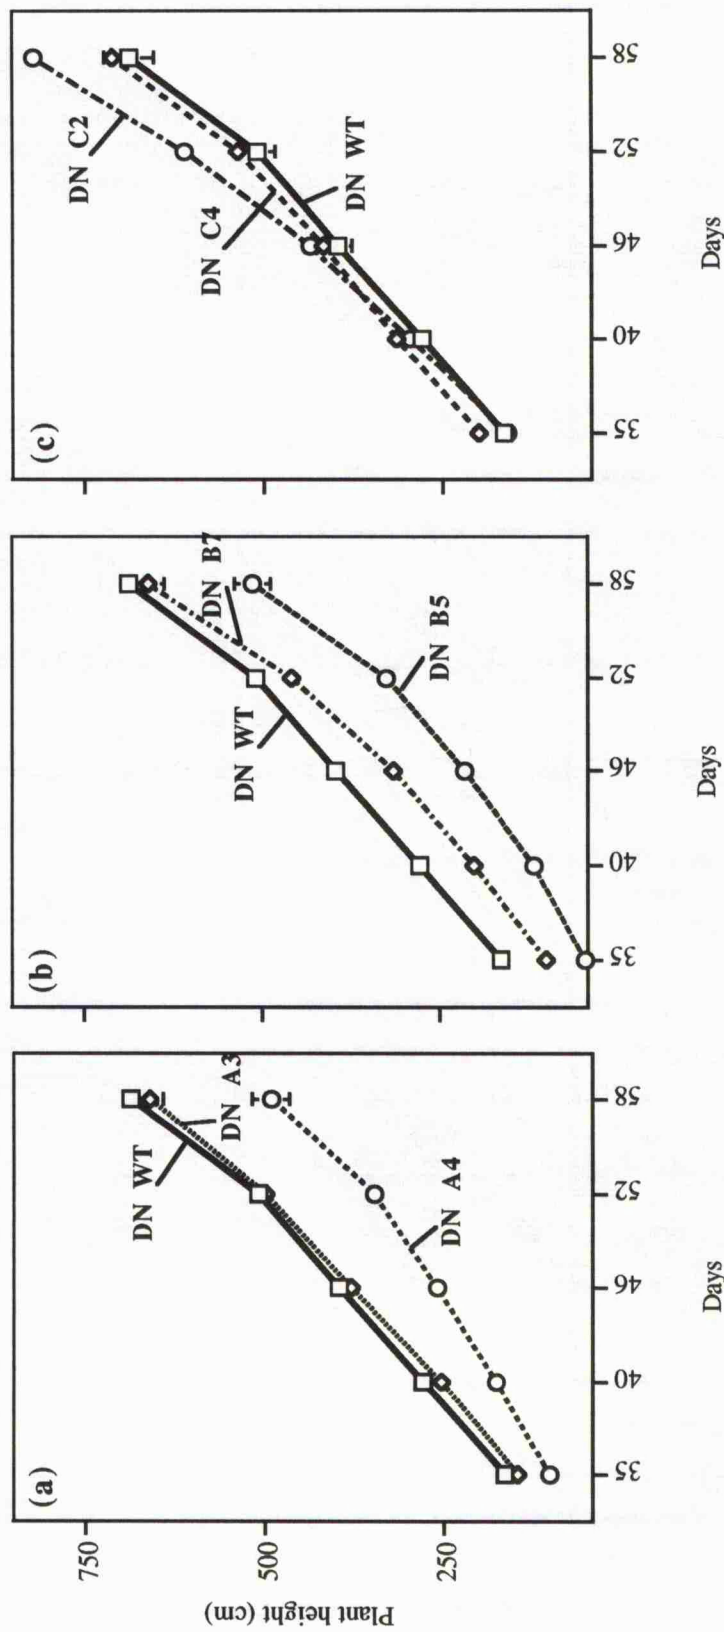 (a)
Plant height (cm)
750
500
250
DN WT
DN A3
DN A4
35 40 46 52 58
Days
(b)
DN WT
DN B7
DN B5
35 40 46 52 58
Days
(c)
DN C2
DN C4
DN WT
35 40 46 52 58
Days